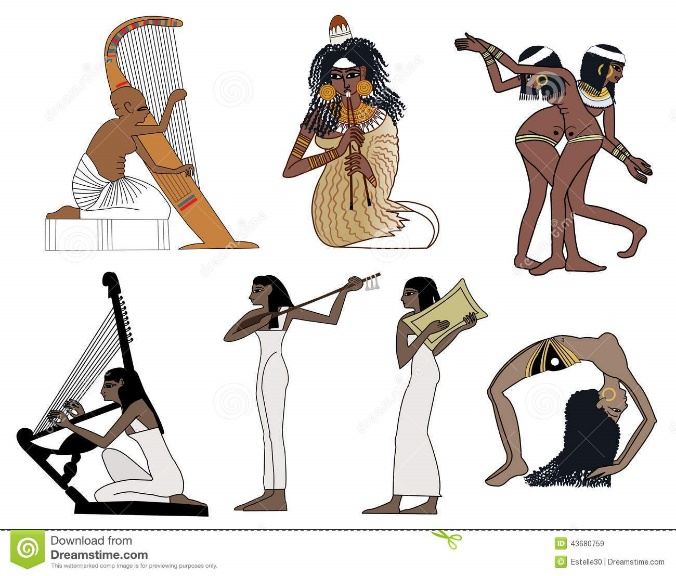 Download from
Dreamstime.com
This watermarked comp image is for previewing purposes only.
ID 43680759
© Estelle30 | Dreamstime.com